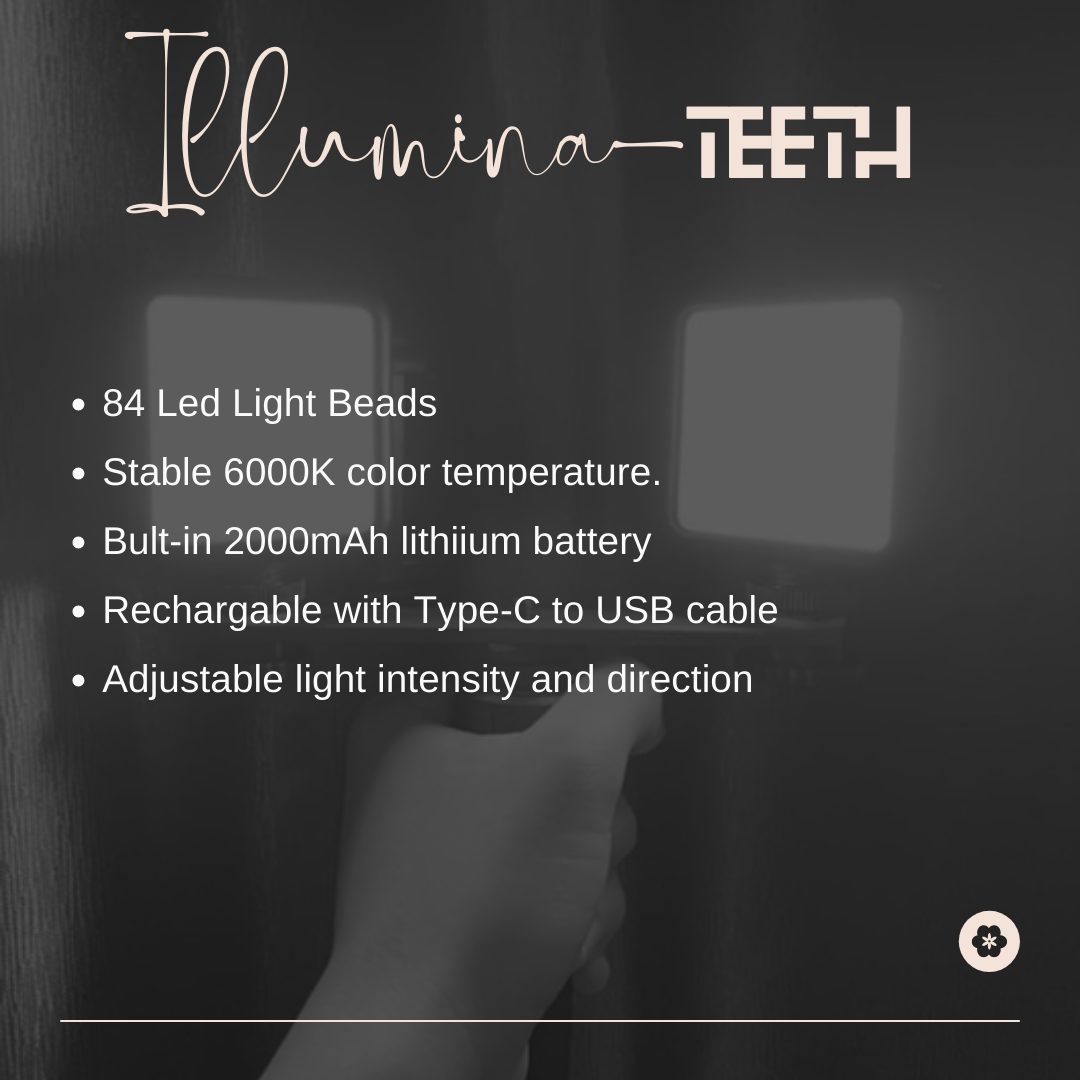 Illumina TEETH
84 Led Light Beads
Stable 6000K color temperature.
Bult-in 2000mAh lithiium battery
Rechargable with Type-C to USB cable
Adjustable light intensity and direction